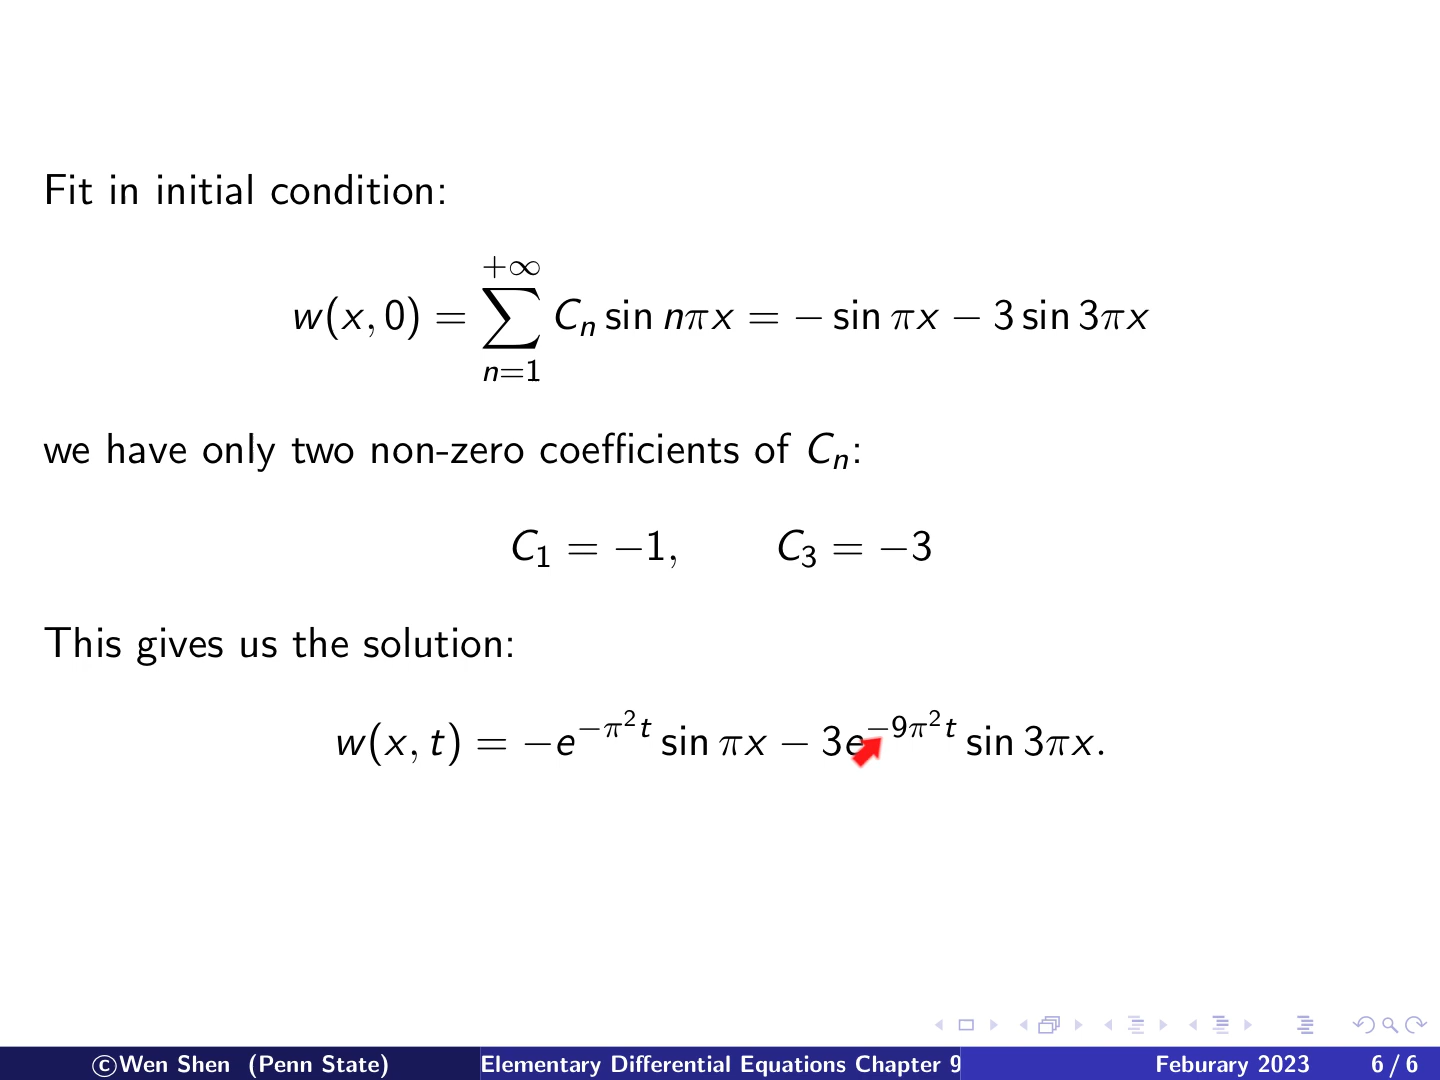 Fit in initial condition:
w(x, 0) = \sum_{n=1}^{+∞} C_n sin nπx = − sin πx − 3 sin 3πx
we have only two non-zero coefficients of C_n:
C_1 = −1, C_3 = −3
This gives us the solution:
w(x, t) = −e^{−π^2 t} sin πx − 3e^{−9π^2 t} sin 3πx.
©Wen Shen (Penn State) Elementary Differential Equations Chapter 9 Feburary 2023 6 / 6